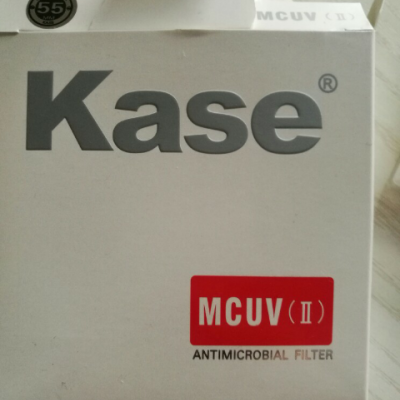 55
MCUV (II)
Kase®
MCUV (II)
ANTIMICROBIAL FILTER